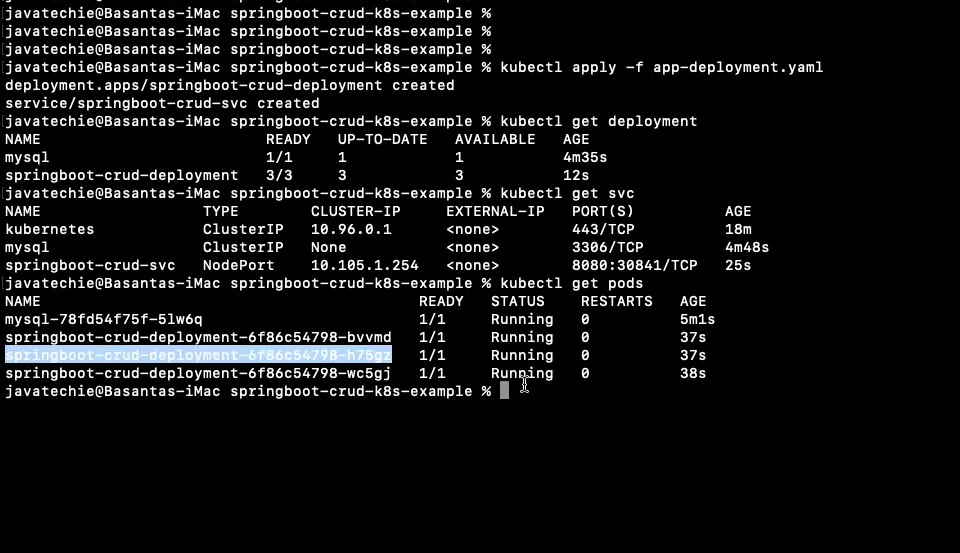 javatechie@Basantas-iMac springboot-crud-k8s-example %
javatechie@Basantas-iMac springboot-crud-k8s-example %
javatechie@Basantas-iMac springboot-crud-k8s-example %
javatechie@Basantas-iMac springboot-crud-k8s-example % kubectl apply -f app-deployment.yaml
deployment.apps/springboot-crud-deployment created
service/springboot-crud-svc created
javatechie@Basantas-iMac springboot-crud-k8s-example % kubectl get deployment
NAME READY UP-TO-DATE AVAILABLE AGE
mysql 1/1 1 1 4m35s
springboot-crud-deployment 3/3 3 3 12s
javatechie@Basantas-iMac springboot-crud-k8s-example % kubectl get svc
NAME TYPE CLUSTER-IP EXTERNAL-IP PORT(S) AGE
kubernetes ClusterIP 10.96.0.1 <none> 443/TCP 18m
mysql ClusterIP None <none> 3306/TCP 4m48s
springboot-crud-svc NodePort 10.105.1.254 <none> 8080:30841/TCP 25s
javatechie@Basantas-iMac springboot-crud-k8s-example % kubectl get pods
NAME READY STATUS RESTARTS AGE
mysql-78fd54f75f-5lw6q 1/1 Running 0 5m1s
springboot-crud-deployment-6f86c54798-bvvmd 1/1 Running 0 37s
springboot-crud-deployment-6f86c54798-h75gz 1/1 Running 0 37s
springboot-crud-deployment-6f86c54798-wc5gj 1/1 Running 0 38s
javatechie@Basantas-iMac springboot-crud-k8s-example %